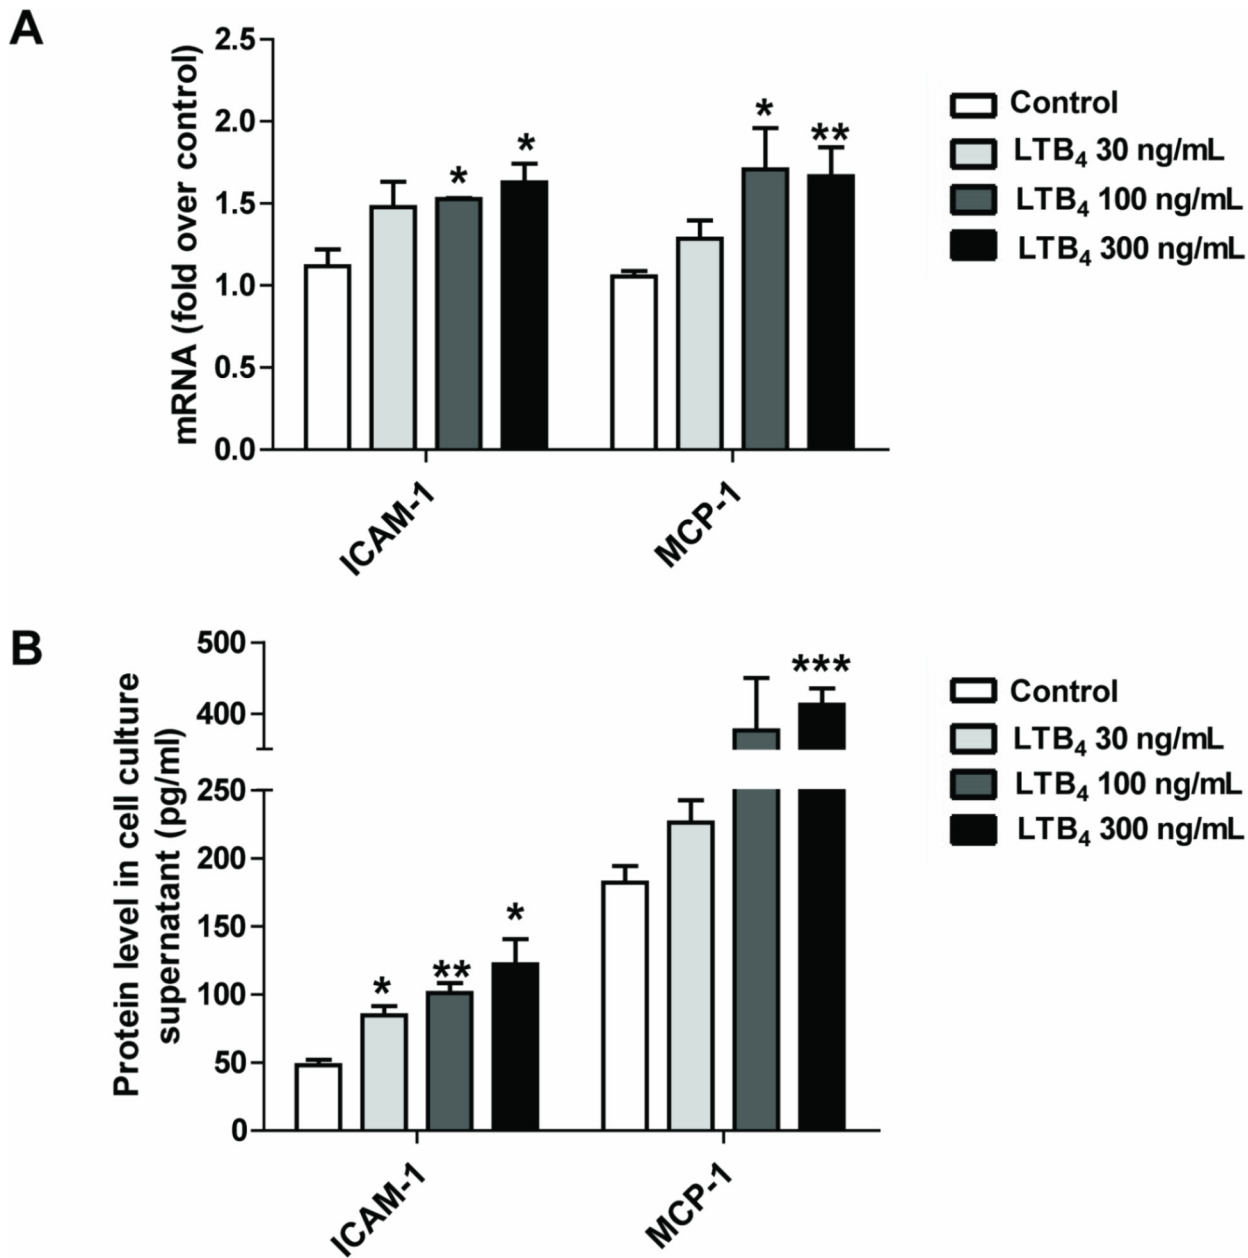 A
mRNA (fold over control)
2.5
2.0
1.5
1.0
0.5
0.0
*
*
*
**
ICAM-1
MCP-1
Control
LTB₄ 30 ng/mL
LTB₄ 100 ng/mL
LTB₄ 300 ng/mL
B
Protein level in cell culture
supernatant (pg/ml)
500
400
250
200
150
100
50
0
*
**
*
***
ICAM-1
MCP-1
Control
LTB₄ 30 ng/mL
LTB₄ 100 ng/mL
LTB₄ 300 ng/mL